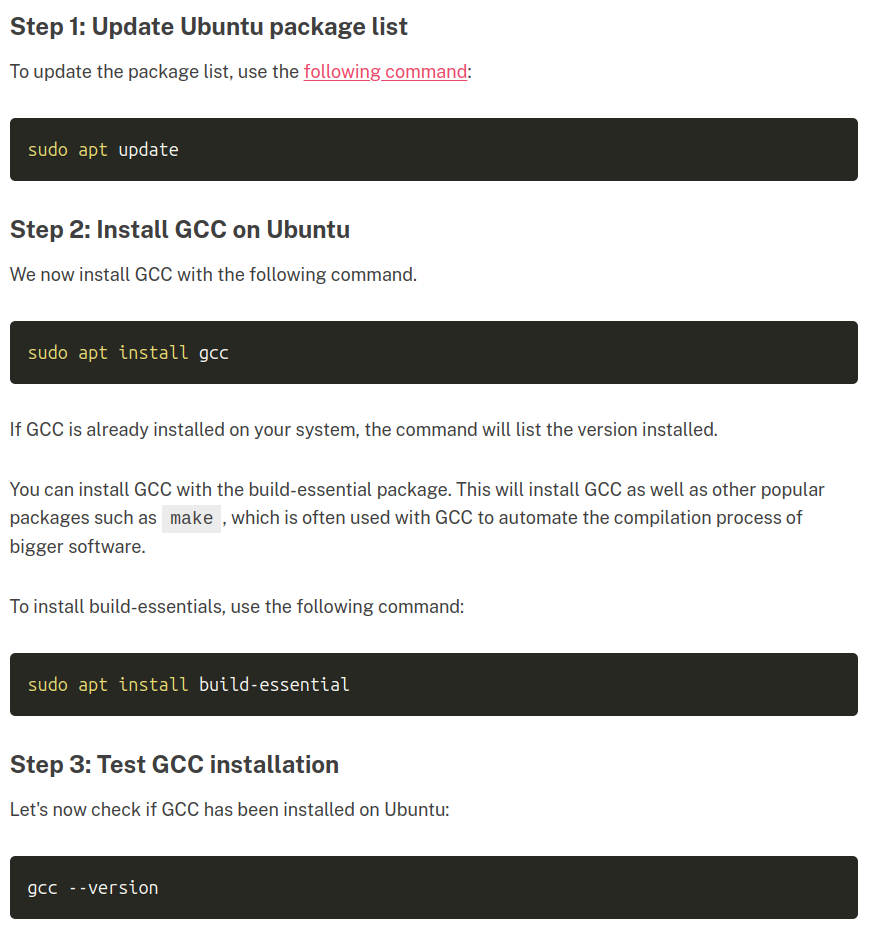 Step 1: Update Ubuntu package list
To update the package list, use the following command:
sudo apt update
Step 2: Install GCC on Ubuntu
We now install GCC with the following command.
sudo apt install gcc
If GCC is already installed on your system, the command will list the version installed.
You can install GCC with the build-essential package. This will install GCC as well as other popular
packages such as make, which is often used with GCC to automate the compilation process of
bigger software.
To install build-essentials, use the following command:
sudo apt install build-essential
Step 3: Test GCC installation
Let's now check if GCC has been installed on Ubuntu:
gcc --version